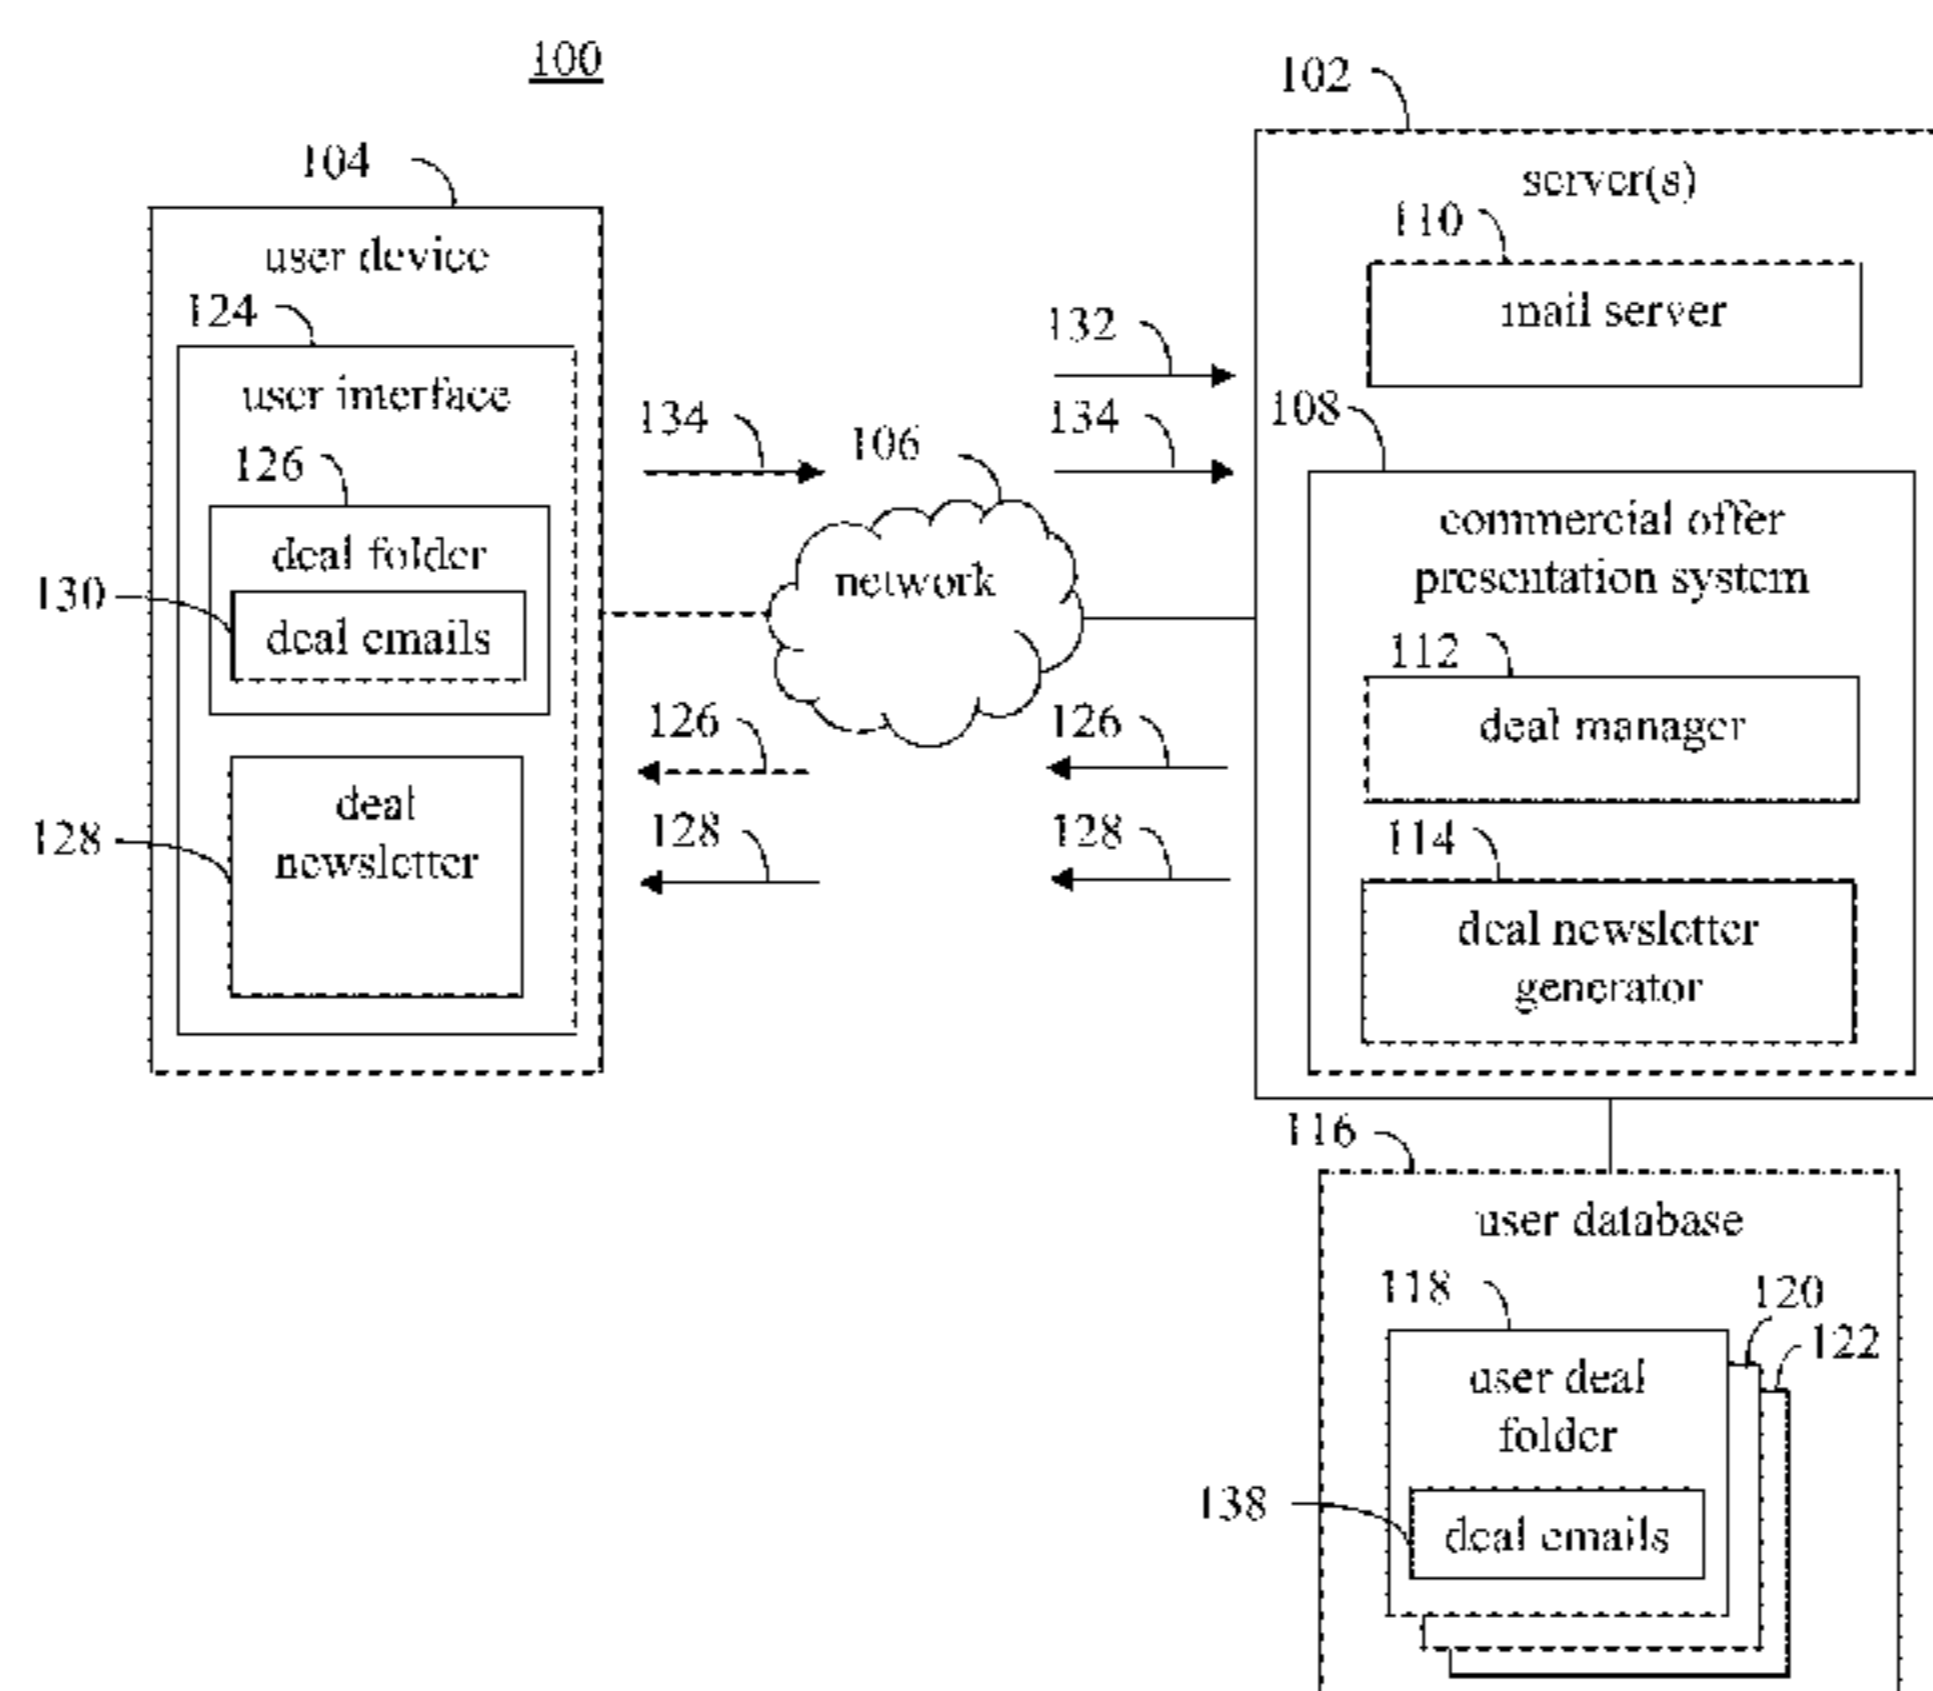 100
102
104
server(s)
110
user device
mail server
124
132
user interface
134
134
108
106
126
commercial offer
presentation system
deal folder
130
deal emails
network
112
deal manager
126
126
deal
newsletter
128
128
128
114
deal newsletter
generator
116
user database
118
120
122
user deal
folder
138
deal emails